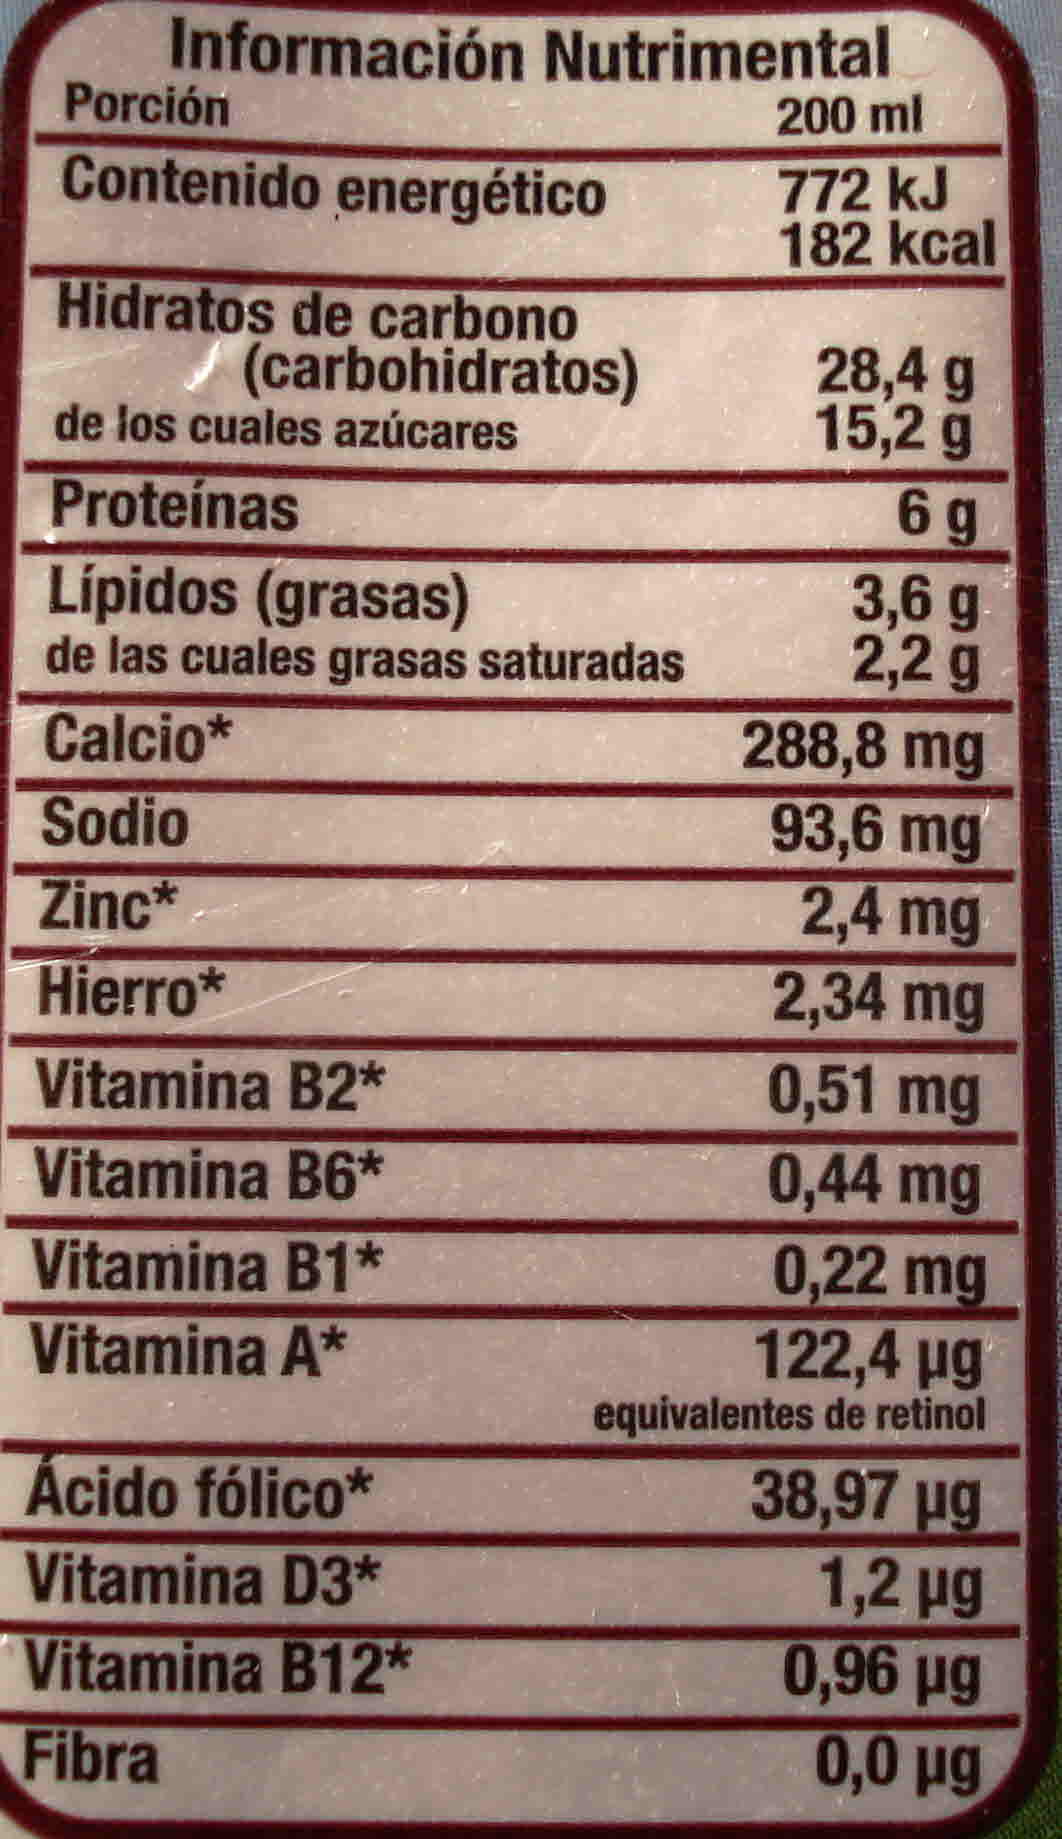 Información Nutrimental
Porción 200 ml
Contenido energético 772 kJ
182 kcal
Hidratos de carbono
(carbohidratos) 28,4 g
de los cuales azúcares 15,2 g
Proteínas 6 g
Lípidos (grasas) 3,6 g
de las cuales grasas saturadas 2,2 g
Calcio* 288,8 mg
Sodio 93,6 mg
Zinc* 2,4 mg
Hierro* 2,34 mg
Vitamina B2* 0,51 mg
Vitamina B6* 0,44 mg
Vitamina B1* 0,22 mg
Vitamina A* 122,4 µg
equivalentes de retinol
Ácido fólico* 38,97 µg
Vitamina D3* 1,2 µg
Vitamina B12* 0,96 µg
Fibra 0,0 µg